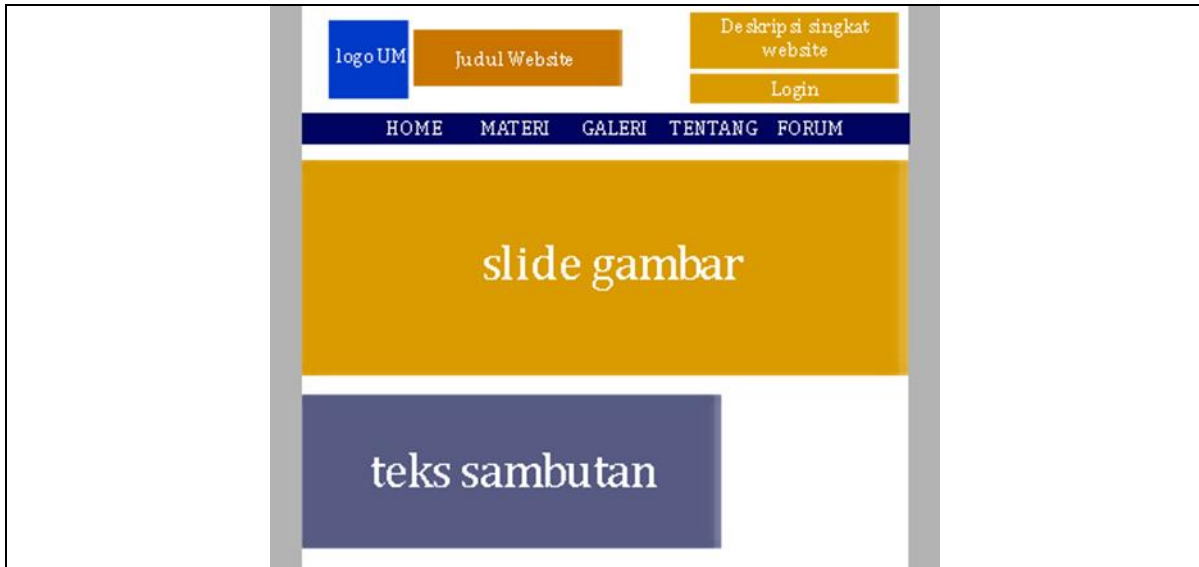 logo UM
Judul Website
Deskripsi singkat
website
Login
HOME MATERI GALERI TENTANG FORUM
slide gambar
teks sambutan